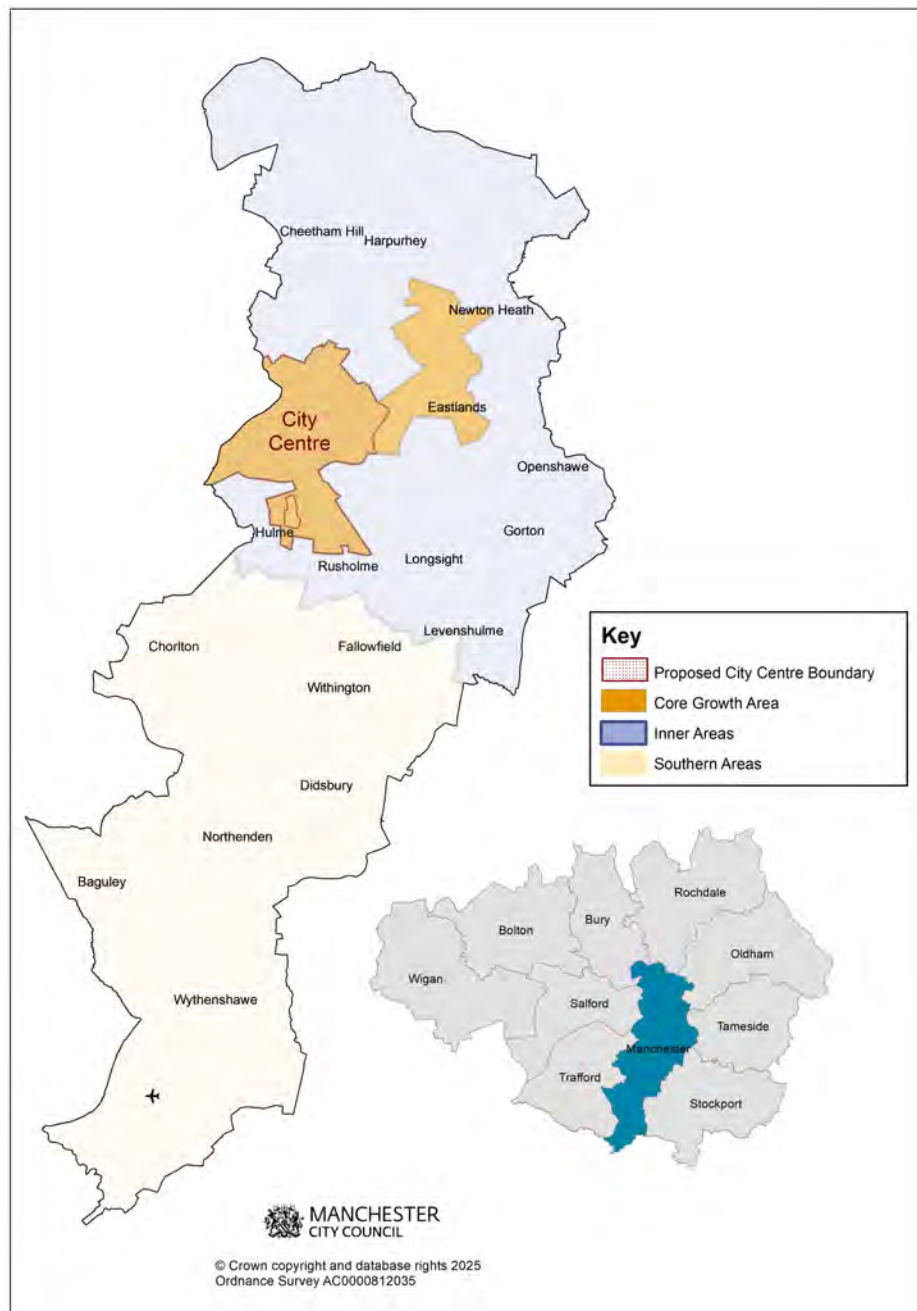 Cheetham Hill
Harpurhey
Newton Heath
Eastlands
City
Centre
Openshawe
Gorton
Hulme
Longsight
Rusholme
Levenshulme
Chorlton
Fallowfield
Withington
Didsbury
Northenden
Baguley
Wythenshawe
Key
Proposed City Centre Boundary
Core Growth Area
Inner Areas
Southern Areas
Rochdale
Bury
Bolton
Oldham
Wigan
Salford
Tameside
Manchester
Trafford
Stockport
MANCHESTER
CITY COUNCIL
© Crown copyright and database rights 2025
Ordnance Survey AC0000812035